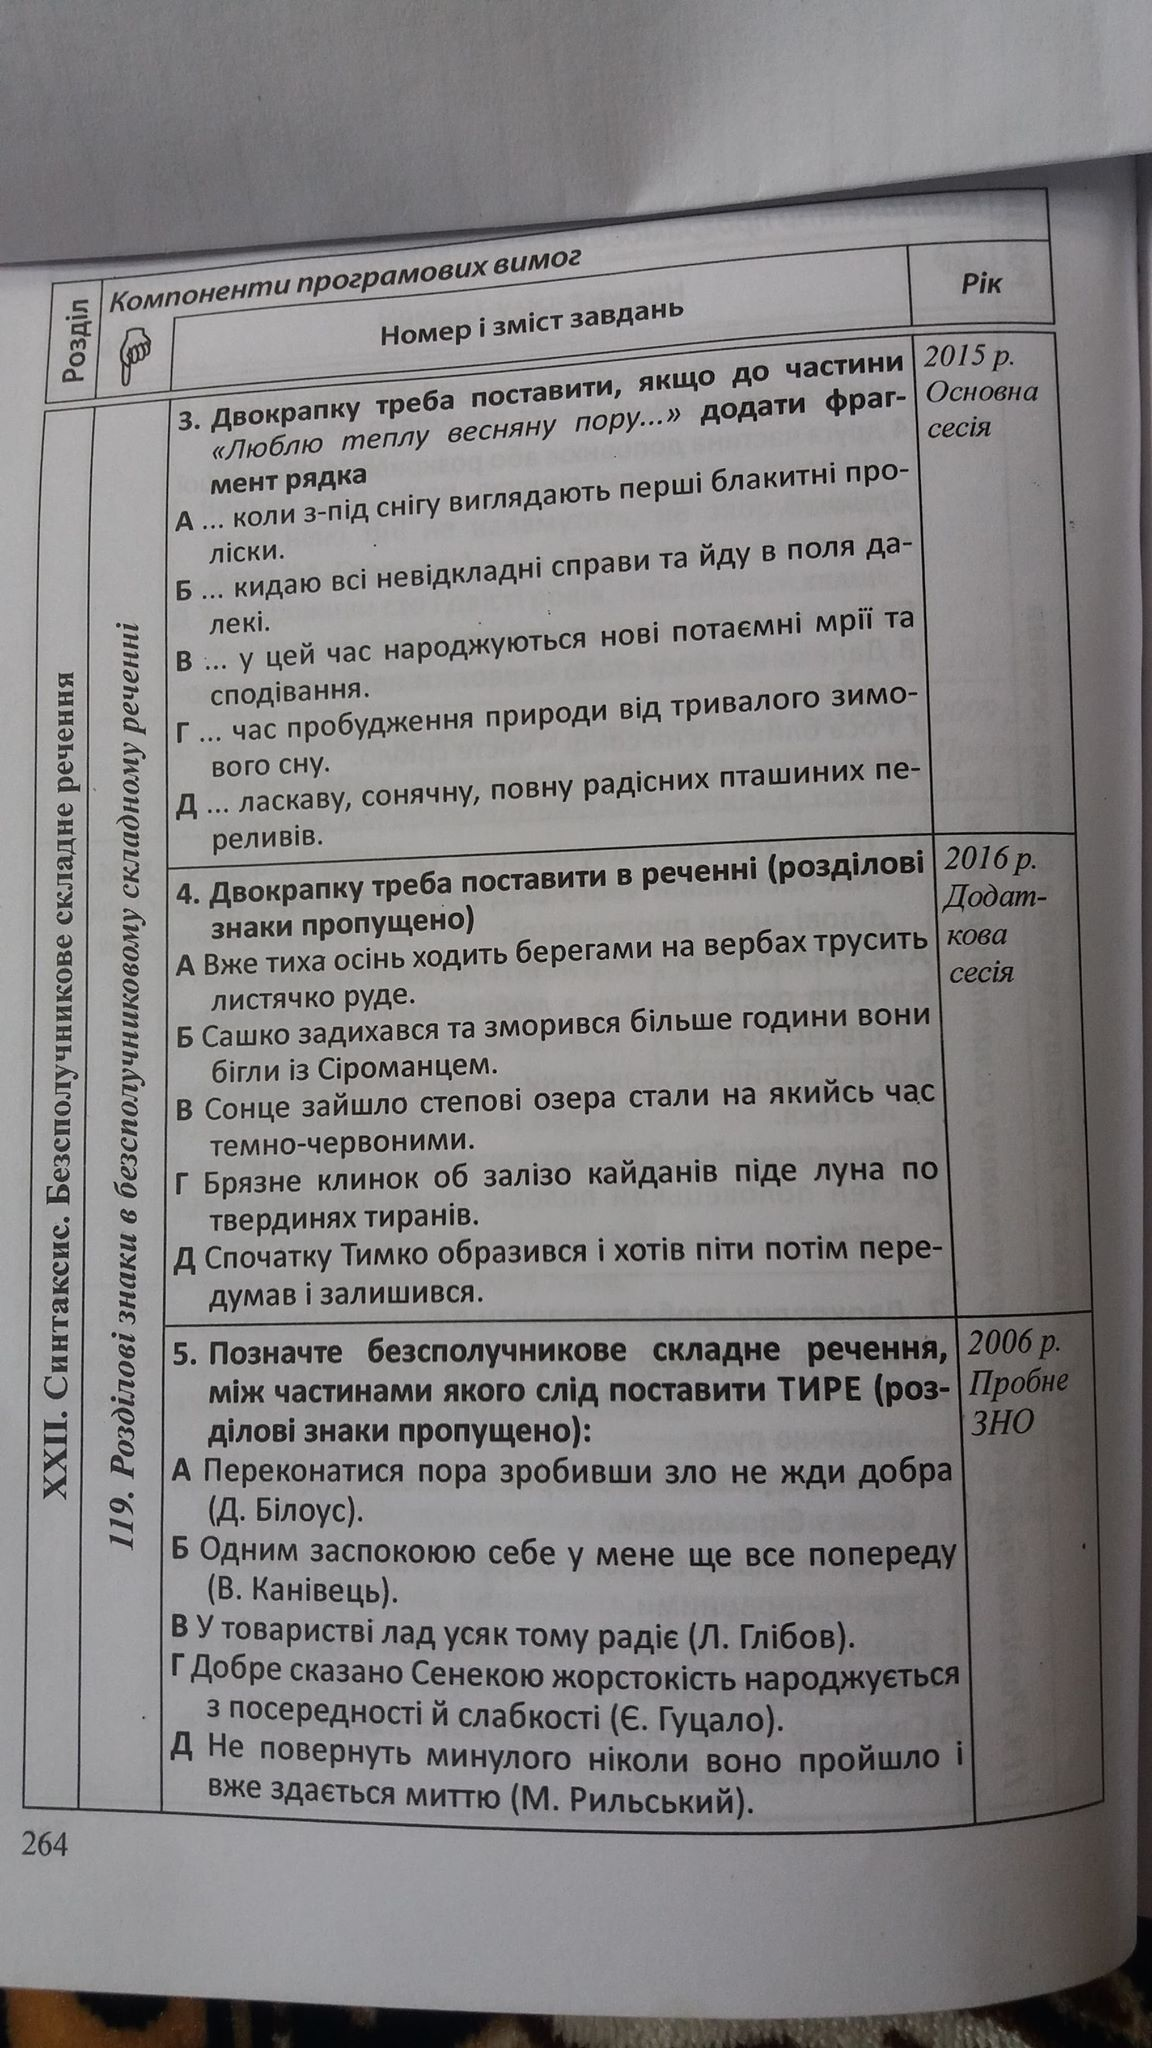 Розділ
Компоненти програмових вимог
Номер і зміст завдань
Рік
XXII. Синтаксис. Безсполучникове складне речення
119. Розділові знаки в безсполучниковому складному реченні
3. Двокрапку треба поставити, якщо до частини
«Люблю теплу весняну пору...» додати фраг-
мент рядка
А ... коли з-під снігу виглядають перші блакитні про-
ліски.
Б ... кидаю всі невідкладні справи та йду в поля да-
лекі.
В ... у цей час народжуються нові потаємні мрії та
сподівання.
Г ... час пробудження природи від тривалого зимо-
вого сну.
Д ... ласкаву, сонячну, повну радісних пташиних пе-
реливів.
2015 р.
Основна
сесія
4. Двокрапку треба поставити в реченні (розділові
знаки пропущено)
А Вже тиха осінь ходить берегами на вербах трусить
листячко руде.
Б Сашко задихався та зморився більше години вони
бігли із Сіроманцем.
В Сонце зайшло степові озера стали на якийсь час
темно-червоними.
Г Брязне клинок об залізо кайданів піде луна по
твердинях тиранів.
Д Спочатку Тимко образився і хотів піти потім пере-
думав і залишився.
2016 р.
Додат-
кова
сесія
5. Позначте безсполучникове складне речення,
між частинами якого слід поставити ТИРЕ (роз-
ділові знаки пропущено):
А Переконатися пора зробивши зло не жди добра
(Д. Білоус).
Б Одним заспокоюю себе у мене ще все попереду
(В. Канівець).
В У товаристві лад усяк тому радіє (Л. Глібов).
Г Добре сказано Сенекою жорстокість народжується
з посередності й слабкості (Є. Гуцало).
Д Не повернуть минулого ніколи воно пройшло і
вже здається миттю (М. Рильський).
2006 р.
Пробне
ЗНО
264